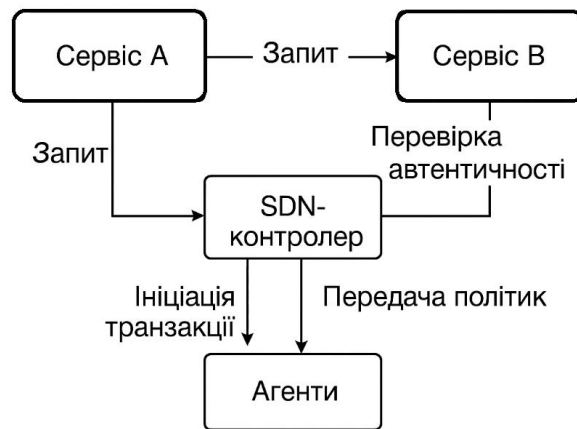 Сервіс А
Запит
Сервіс В
Запит
Перевірка
автентичності
SDN-
контролер
Ініціація
транзакції
Передача політик
Агенти